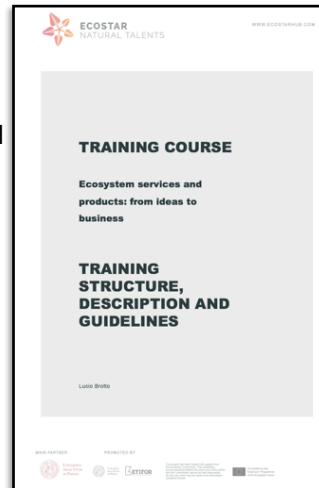 ECOSTAR
NATURAL TALENTS
WWW.ECOSTARHUB.COM
TRAINING COURSE
Ecosystem services and
products: from ideas to
business
TRAINING
STRUCTURE,
DESCRIPTION AND
GUIDELINES
Lucio Brotto
MAIN PARTNER
PROMOTED BY
ETIFOR